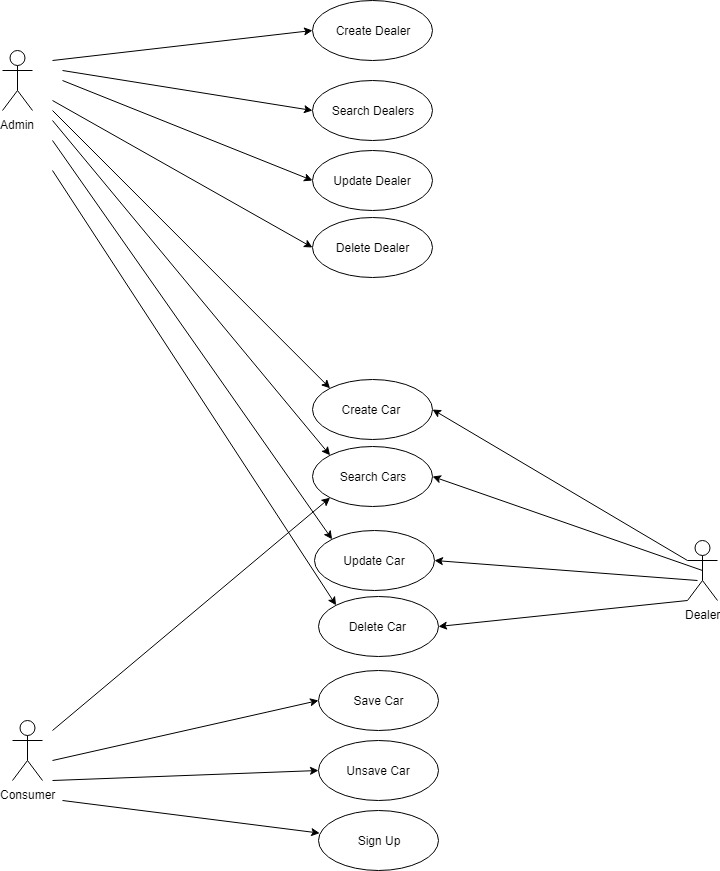 Create Dealer
Admin
Search Dealers
Update Dealer
Delete Dealer
Create Car
Search Cars
Update Car
Dealer
Delete Car
Save Car
Unsave Car
Consumer
Sign Up